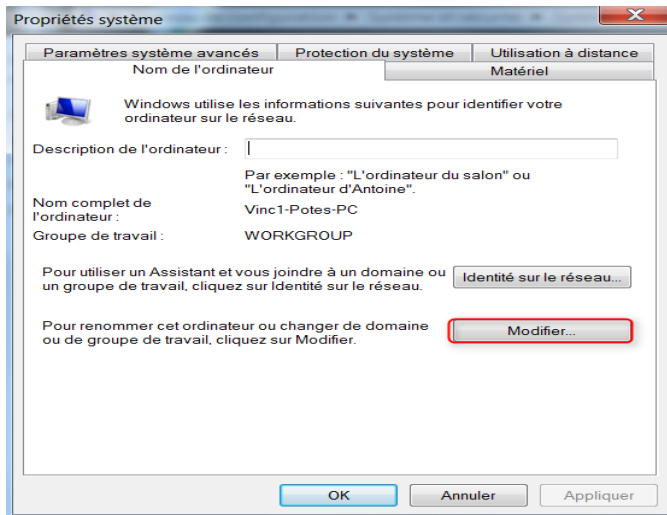 Propriétés système
Paramètres système avancés
Protection du système
Utilisation à distance
Nom de l'ordinateur
Matériel
Windows utilise les informations suivantes pour identifier votre
ordinateur sur le réseau.
Description de l'ordinateur :
Par exemple : "L'ordinateur du salon" ou
"L'ordinateur d'Antoine".
Nom complet de
l'ordinateur :
Vinc1-Potes-PC
Groupe de travail :
WORKGROUP
Pour utiliser un Assistant et vous joindre à un domaine ou
un groupe de travail, cliquez sur Identité sur le réseau.
Identité sur le réseau...
Pour renommer cet ordinateur ou changer de domaine
ou de groupe de travail, cliquez sur Modifier.
Modifier...
OK
Annuler
Appliquer